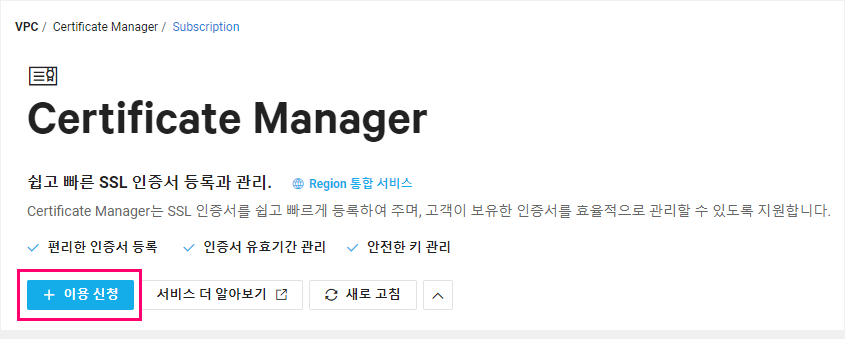 VPC / Certificate Manager / Subscription
Certificate Manager
쉽고 빠른 SSL 인증서 등록과 관리. Region 통합 서비스
Certificate Manager는 SSL 인증서를 쉽고 빠르게 등록하여 주며, 고객이 보유한 인증서를 효율적으로 관리할 수 있도록 지원합니다.
편리한 인증서 등록 인증서 유효기간 관리 안전한 키 관리
+ 이용 신청 서비스 더 알아보기 새로 고침